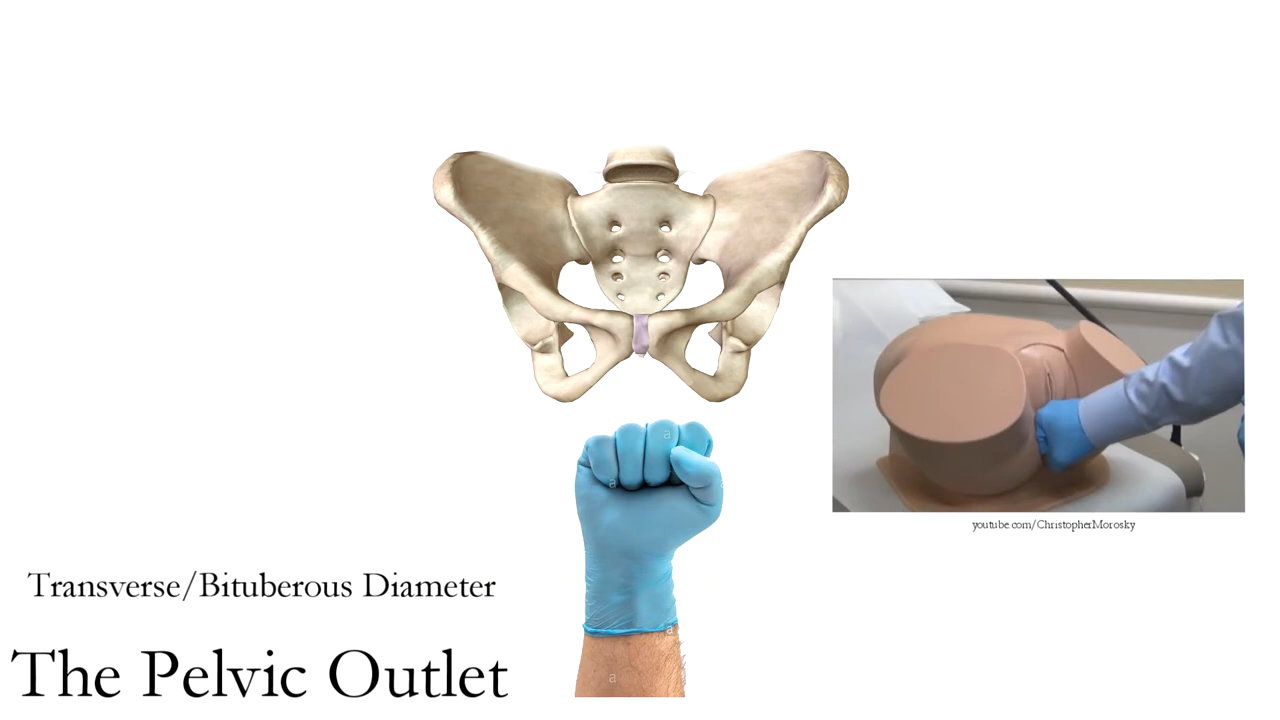 youtube.com/ChristopherMorosky
Transverse/Bituberous Diameter
The Pelvic Outlet
a
a
a
a